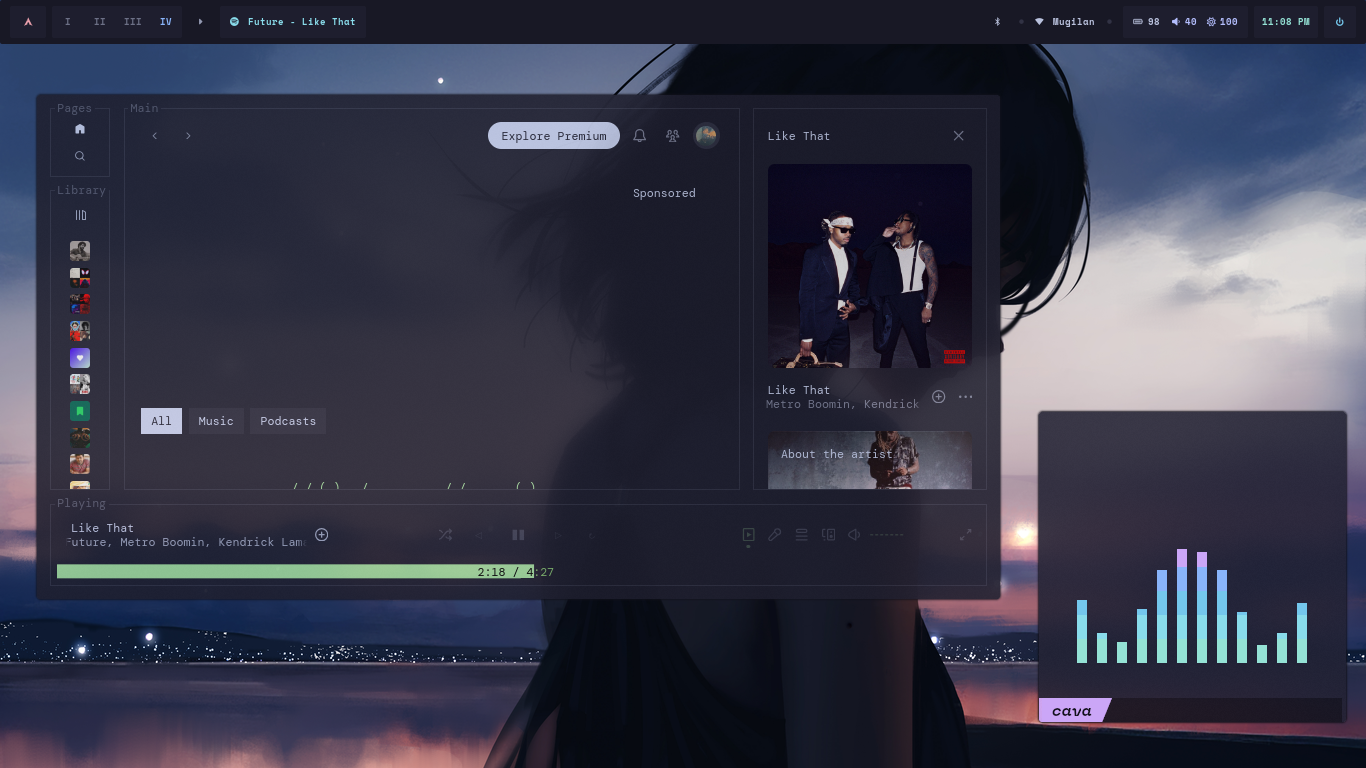 I II III IV
Future - Like That
Mugilan
98 40 100
11:08 PM
Pages
Library
Main
Explore Premium
Sponsored
All Music Podcasts
Like That
Like That
Metro Boomin, Kendrick
About the artist
Playing
Like That
Future, Metro Boomin, Kendrick Lam
2:18 / 4:27
cava